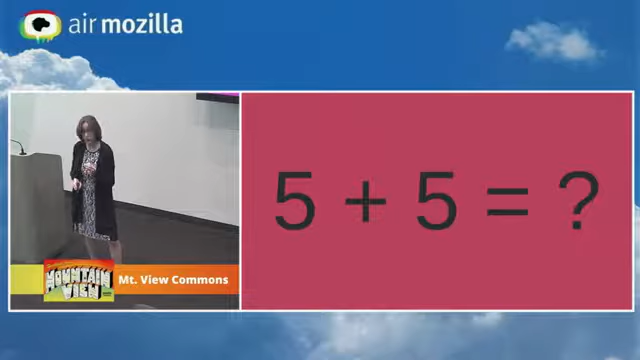 air mozilla
5 + 5 = ?
MOUNTAIN
VIEW
Mt. View Commons